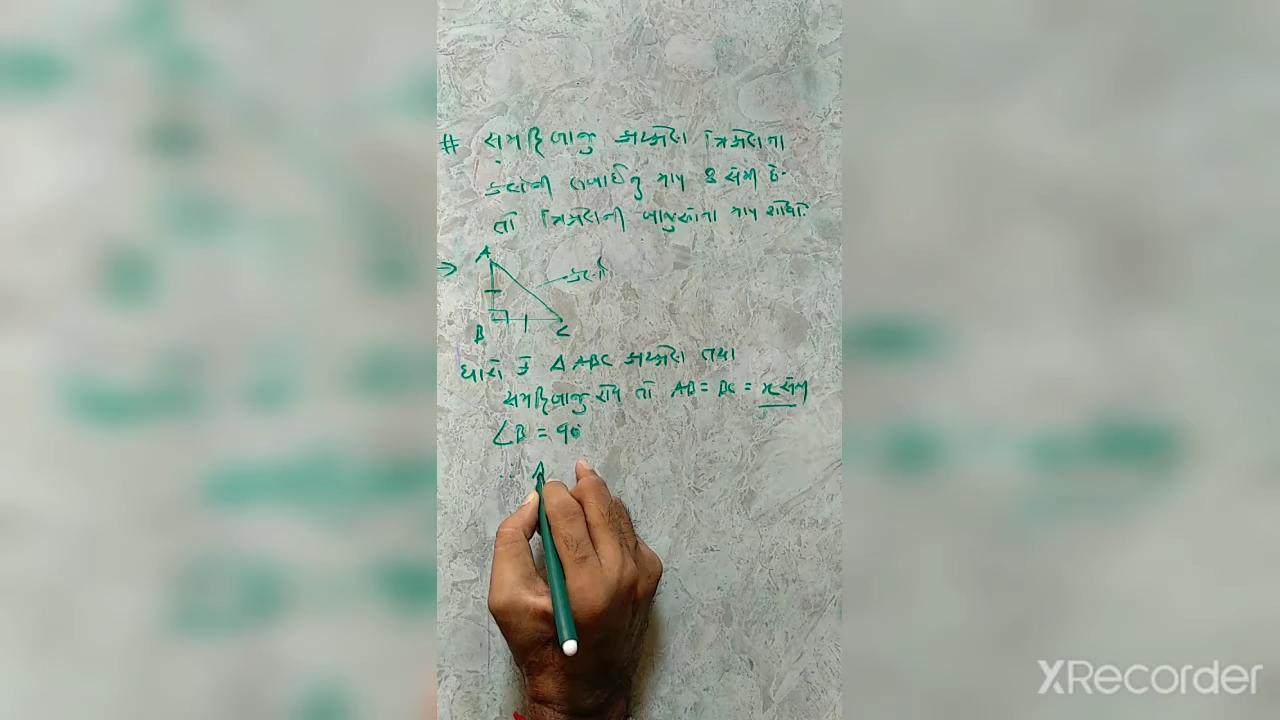 # સમદ્વિબાજુ કાટકોણ ત્રિકોણના
કર્ણની લંબાઈનુ માપ 8 સેમી છે.
તો ત્રિકોણની બાજુઓના માપ શોધો.
⇒ A
કર્ણ
B C
ધારો કે Δ ABC કાટકોણ તથા
સમદ્વિબાજુ હોય તો AB = BC = x સેમી
∠B = 90
A
XRecorder